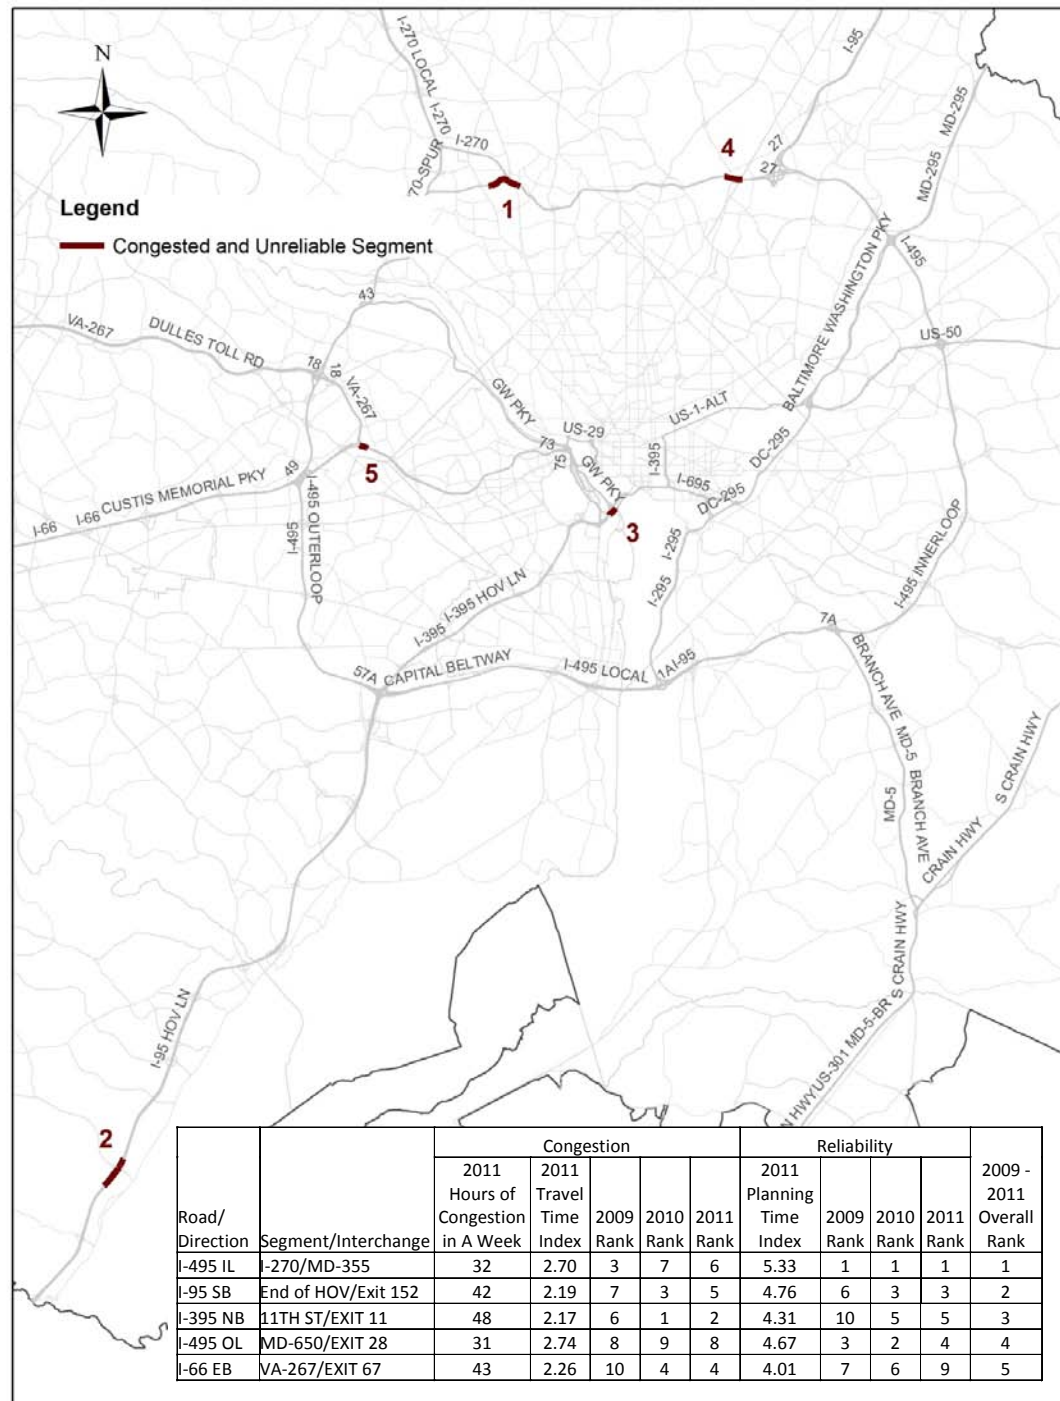 N
I-270 LOCAL
I-270
I-270
70-SPUR
I-95
MD-295
MD-295
27
27
4
1
Legend
Congested and Unreliable Segment
I-495
BALTIMORE WASHINGTON PKY
US-50
43
VA-267
DULLES TOLL RD
18
18
VA-267
GW PKY
US-1-ALT
US-29
73
75
GW PKY
I-395
I-695
DC-295
DC-295
5
49
CUSTIS MEMORIAL PKY
I-66
I-66
I-495 OUTERLOOP
I-495
3
I-295
I-295
I-495 INNERLOOP
I-395 HOV LN
I-395
7A
57A
CAPITAL BELTWAY
I-495 LOCAL
1A
I-95
BRANCH AVE
MD-5
BRANCH AVE
MD-5
S CRAIN HWY
CRAIN HWY
S CRAIN HWY
MD-5-BR
US-301
N HWY
I-95 HOV LN
2
Road/ Direction Segment/Interchange Congestion Reliability 2009 - 2011 Overall Rank
2011 Hours of Congestion in A Week 2011 Travel Time Index 2009 Rank 2010 Rank 2011 Rank 2011 Planning Time Index 2009 Rank 2010 Rank 2011 Rank
I-495 IL I-270/MD-355 32 2.70 3 7 6 5.33 1 1 1 1
I-95 SB End of HOV/Exit 152 42 2.19 7 3 5 4.76 6 3 3 2
I-395 NB 11TH ST/EXIT 11 48 2.17 6 1 2 4.31 10 5 5 3
I-495 OL MD-650/EXIT 28 31 2.74 8 9 8 4.67 3 2 4 4
I-66 EB VA-267/EXIT 67 43 2.26 10 4 4 4.01 7 6 9 5